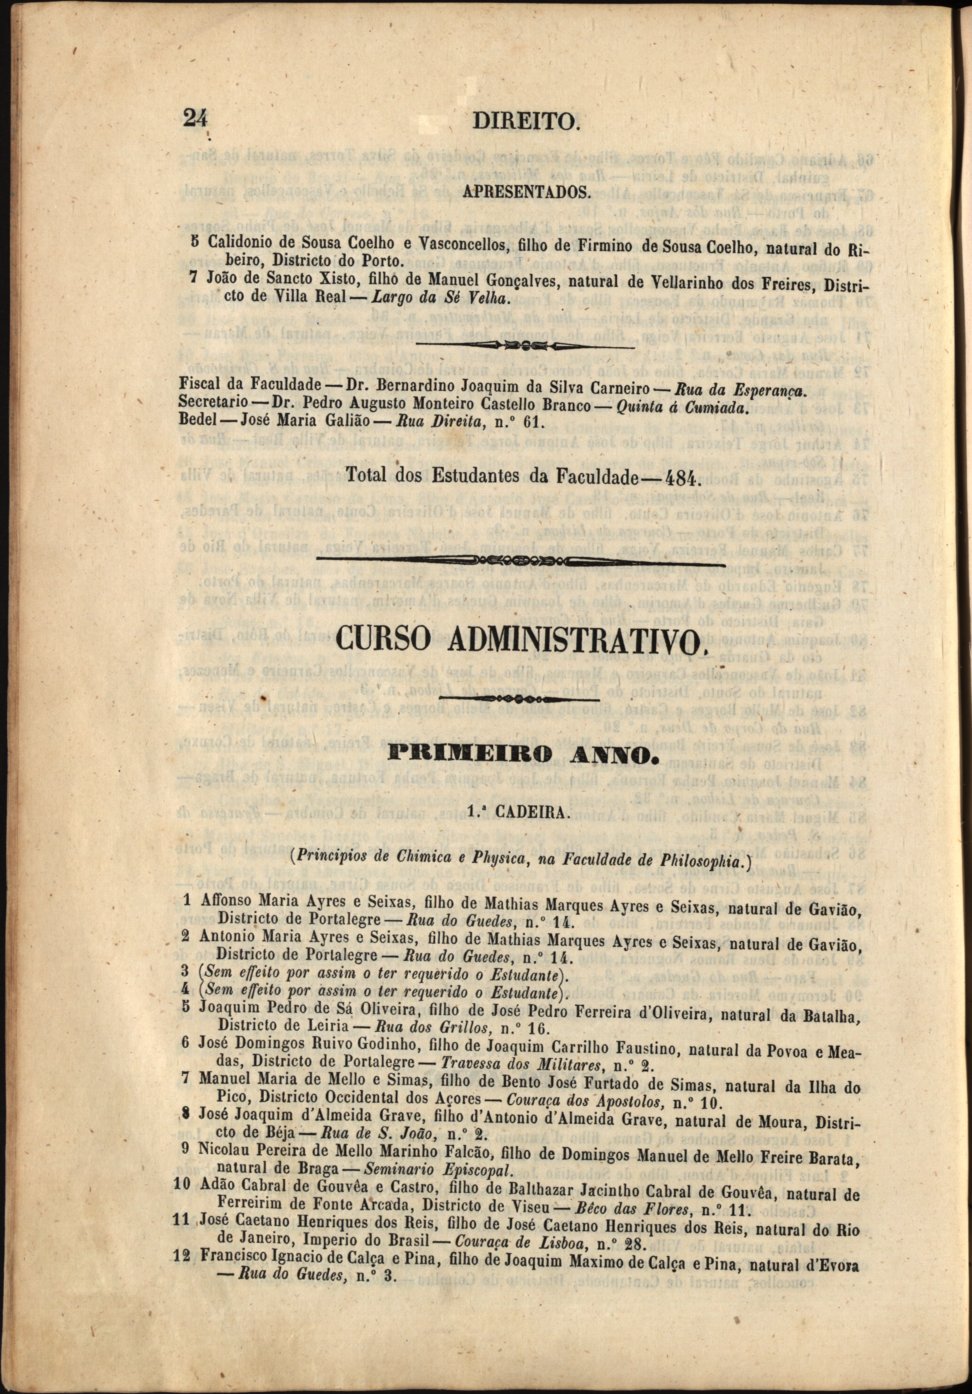 24
DIREITO.
APRESENTADOS.
5 Calidonio de Sousa Coelho e Vasconcellos, filho de Firmino de Sousa Coelho, natural do Ri-
beiro, Districto do Porto.
7 João de Sancto Xisto, filho de Manuel Gonçalves, natural de Vellarinho dos Freires, Distri-
cto de Villa Real — Largo da Sé Velha.
Fiscal da Faculdade — Dr. Bernardino Joaquim da Silva Carneiro — Rua da Esperança.
Secretario — Dr. Pedro Augusto Monteiro Castello Branco — Quinta á Cumiada.
Bedel — José Maria Galião — Rua Direita, n.º 61.
Total dos Estudantes da Faculdade — 484.
CURSO ADMINISTRATIVO.
PRIMEIRO ANNO.
1.ª CADEIRA.
(Principios de Chimica e Physica, na Faculdade de Philosophia.)
1 Affonso Maria Ayres e Seixas, filho de Mathias Marques Ayres e Seixas, natural de Gavião,
Districto de Portalegre — Rua do Guedes, n.º 14.
2 Antonio Maria Ayres e Seixas, filho de Mathias Marques Ayres e Seixas, natural de Gavião,
Districto de Portalegre — Rua do Guedes, n.º 14.
3 (Sem effeito por assim o ter requerido o Estudante).
4 (Sem effeito por assim o ter requerido o Estudante).
5 Joaquim Pedro de Sá Oliveira, filho de José Pedro Ferreira d'Oliveira, natural da Batalha,
Districto de Leiria — Rua dos Grillos, n.º 16.
6 José Domingos Ruivo Godinho, filho de Joaquim Carrilho Faustino, natural da Povoa e Mea-
das, Districto de Portalegre — Travessa dos Militares, n.º 2.
7 Manuel Maria de Mello e Simas, filho de Bento José Furtado de Simas, natural da Ilha do
Pico, Districto Occidental dos Açores — Couraça dos Apostolos, n.º 10.
8 José Joaquim d'Almeida Grave, filho d'Antonio d'Almeida Grave, natural de Moura, Distri-
cto de Béja — Rua de S. João, n.º 2.
9 Nicolau Pereira de Mello Marinho Falcão, filho de Domingos Manuel de Mello Freire Barata,
natural de Braga — Seminario Episcopal.
10 Adão Cabral de Gouvêa e Castro, filho de Balthazar Jacintho Cabral de Gouvêa, natural de
Ferreirim de Fonte Arcada, Districto de Viseu — Bêco das Flores, n.º 11.
11 José Caetano Henriques dos Reis, filho de José Caetano Henriques dos Reis, natural do Rio
de Janeiro, Imperio do Brasil — Couraça de Lisboa, n.º 28.
12 Francisco Ignacio de Calça e Pina, filho de Joaquim Maximo de Calça e Pina, natural d'Evora
— Rua do Guedes, n.º 3.